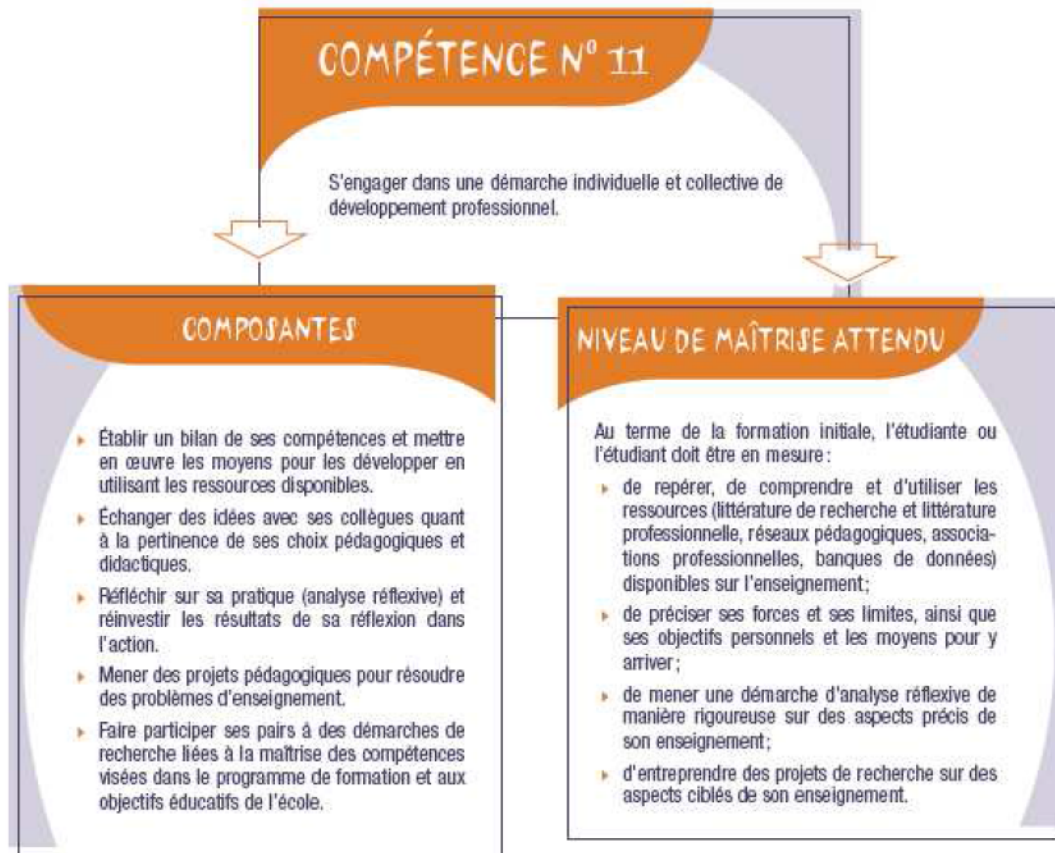 COMPÉTENCE N° 11
S'engager dans une démarche individuelle et collective de
développement professionnel.
COMPOSANTES
▸ Établir un bilan de ses compétences et mettre
en œuvre les moyens pour les développer en
utilisant les ressources disponibles.
▸ Échanger des idées avec ses collègues quant
à la pertinence de ses choix pédagogiques et
didactiques.
▸ Réfléchir sur sa pratique (analyse réflexive) et
réinvestir les résultats de sa réflexion dans
l'action.
▸ Mener des projets pédagogiques pour résoudre
des problèmes d'enseignement.
▸ Faire participer ses pairs à des démarches de
recherche liées à la maîtrise des compétences
visées dans le programme de formation et aux
objectifs éducatifs de l'école.
NIVEAU DE MAÎTRISE ATTENDU
Au terme de la formation initiale, l'étudiante ou
l'étudiant doit être en mesure :
▸ de repérer, de comprendre et d'utiliser les
ressources (littérature de recherche et littérature
professionnelle, réseaux pédagogiques, associa-
tions professionnelles, banques de données)
disponibles sur l'enseignement ;
▸ de préciser ses forces et ses limites, ainsi que
ses objectifs personnels et les moyens pour y
arriver ;
▸ de mener une démarche d'analyse réflexive de
manière rigoureuse sur des aspects précis de
son enseignement ;
▸ d'entreprendre des projets de recherche sur des
aspects ciblés de son enseignement.